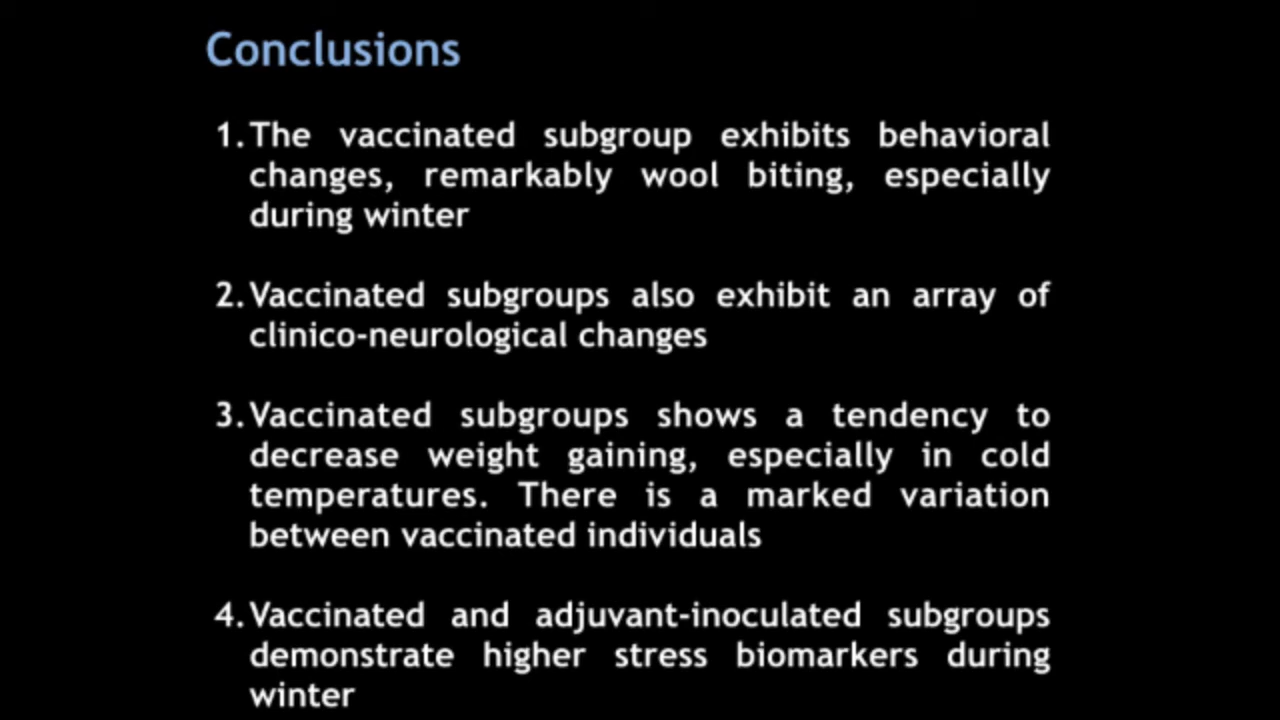 Conclusions
1. The vaccinated subgroup exhibits behavioral
changes, remarkably wool biting, especially
during winter
2. Vaccinated subgroups also exhibit an array of
clinico-neurological changes
3. Vaccinated subgroups shows a tendency to
decrease weight gaining, especially in cold
temperatures. There is a marked variation
between vaccinated individuals
4. Vaccinated and adjuvant-inoculated subgroups
demonstrate higher stress biomarkers during
winter